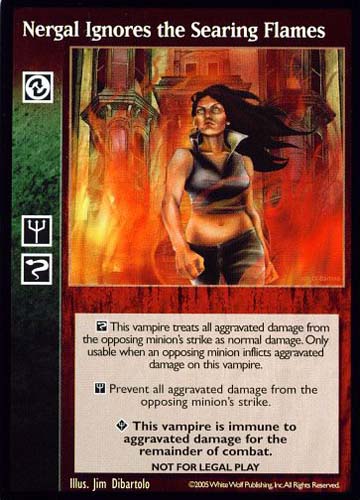 Nergal Ignores the Searing Flames
This vampire treats all aggravated damage from
the opposing minion's strike as normal damage. Only
usable when an opposing minion inflicts aggravated
damage on this vampire.
Prevent all aggravated damage from the
opposing minion's strike.
This vampire is immune to
aggravated damage for the
remainder of combat.
NOT FOR LEGAL PLAY
Illus. Jim Dibartolo
©2005 White Wolf Publishing, Inc. All Rights Reserved.